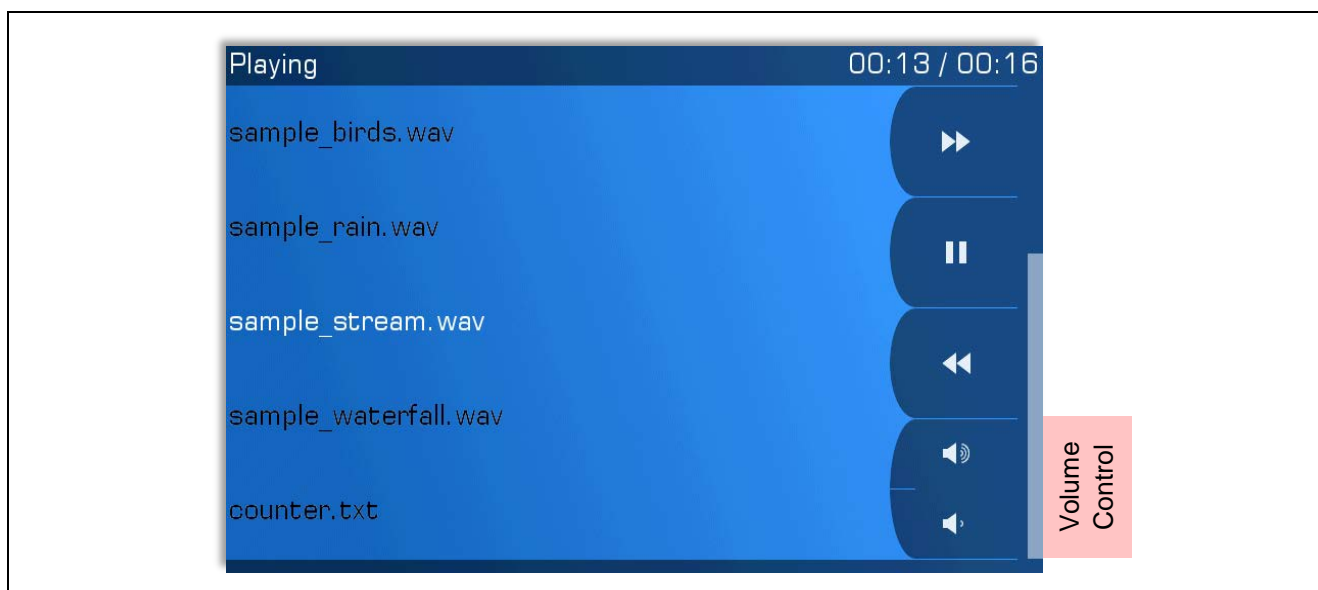 Playing 00:13 / 00:16
sample_birds.wav
sample_rain.wav
sample_stream.wav
sample_waterfall.wav
counter.txt
Volume
Control